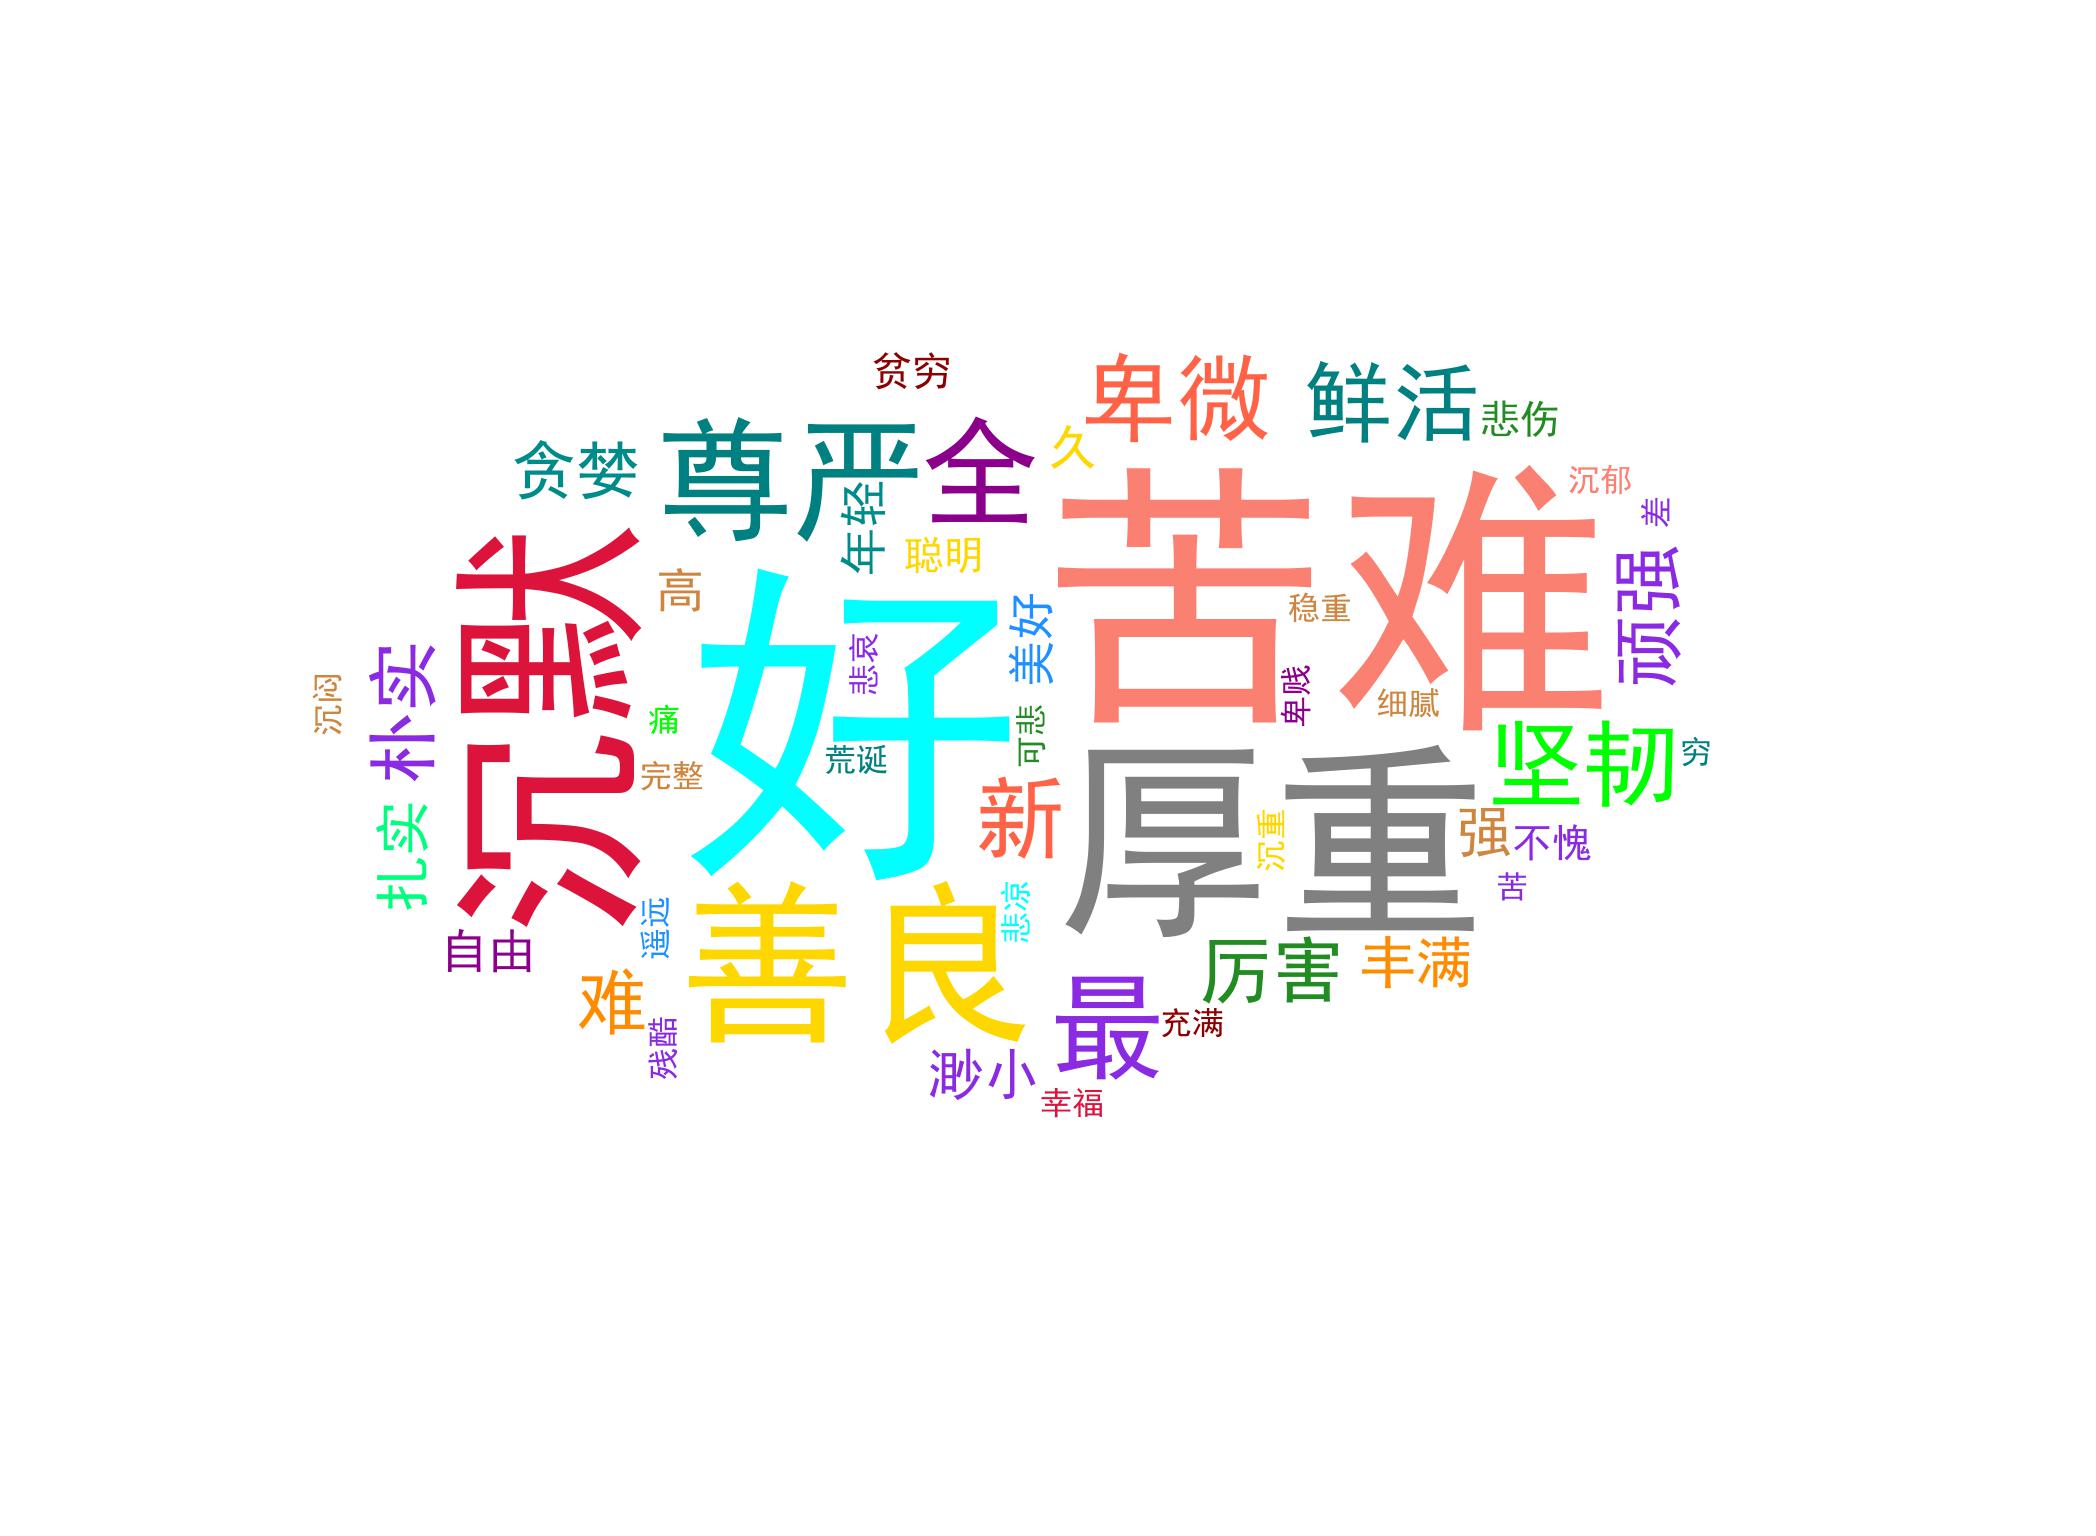 贫穷
卑微
鲜活
悲伤
贪婪
尊严
全
久
年轻
聪明
苦难
沉郁
差
顽强
沉默
高
好
美好
稳重
悲哀
卑贱
细腻
沉闷
朴实
痛
可悲
荒诞
完整
新
厚重
坚韧
穷
扎实
沉重
强
不愧
苦
善良
悲凉
遥远
自由
难
厉害
丰满
最
充满
残酷
渺小
幸福